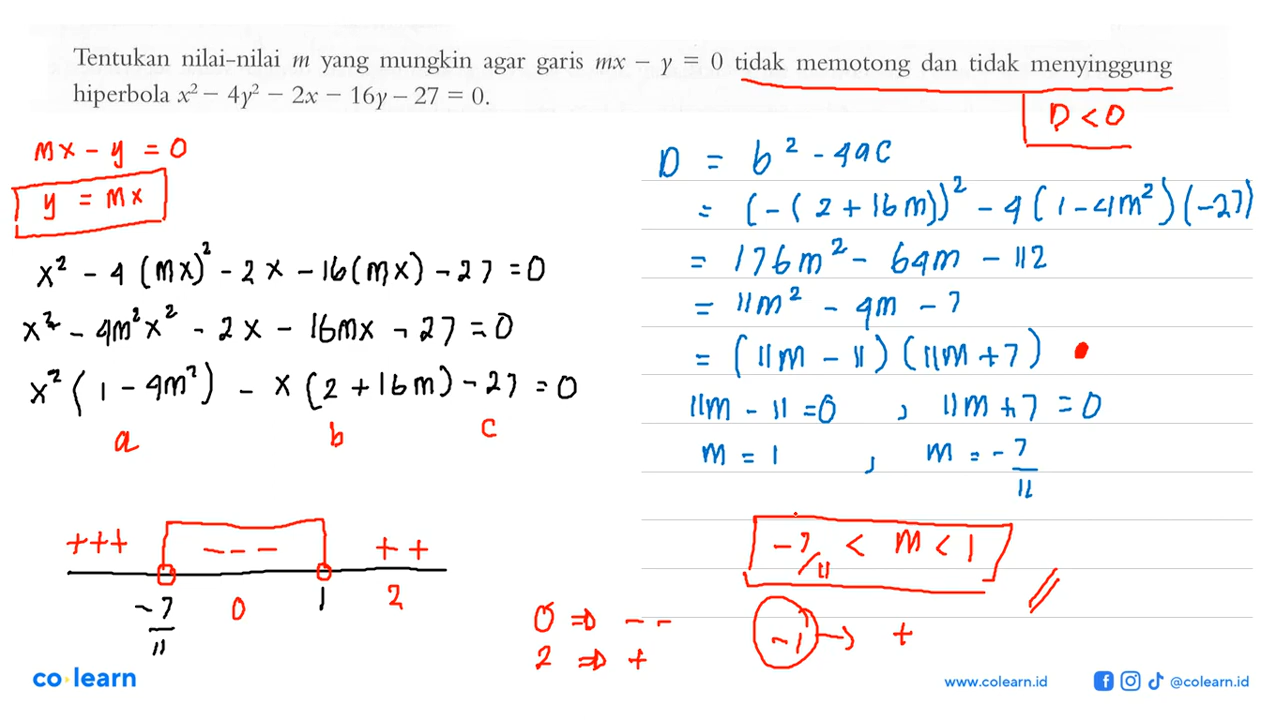 Tentukan nilai-nilai m yang mungkin agar garis mx − y = 0 tidak memotong dan tidak menyinggung
hiperbola x² − 4y² − 2x − 16y − 27 = 0.
D < 0
mx - y = 0
y = mx
x² - 4(mx)² - 2x - 16(mx) - 27 = 0
x² - 4m²x² - 2x - 16mx - 27 = 0
x² (1 - 4m²) - x (2 + 16m) - 27 = 0
a b c
D = b² - 4ac
= (-(2 + 16m))² - 4(1 - 4m²)(-27)
= 176m² - 64m - 112
= 11m² - 4m - 7
= (11m - 11)(11m + 7)
11m - 11 = 0 , 11m + 7 = 0
m = 1 , m = -7/11
+++ --- ++
-7/11 0 1 2
-7/11 < m < 1
0 ⇒ --
2 ⇒ +
-1 → +
co·learn
www.colearn.id @colearn.id